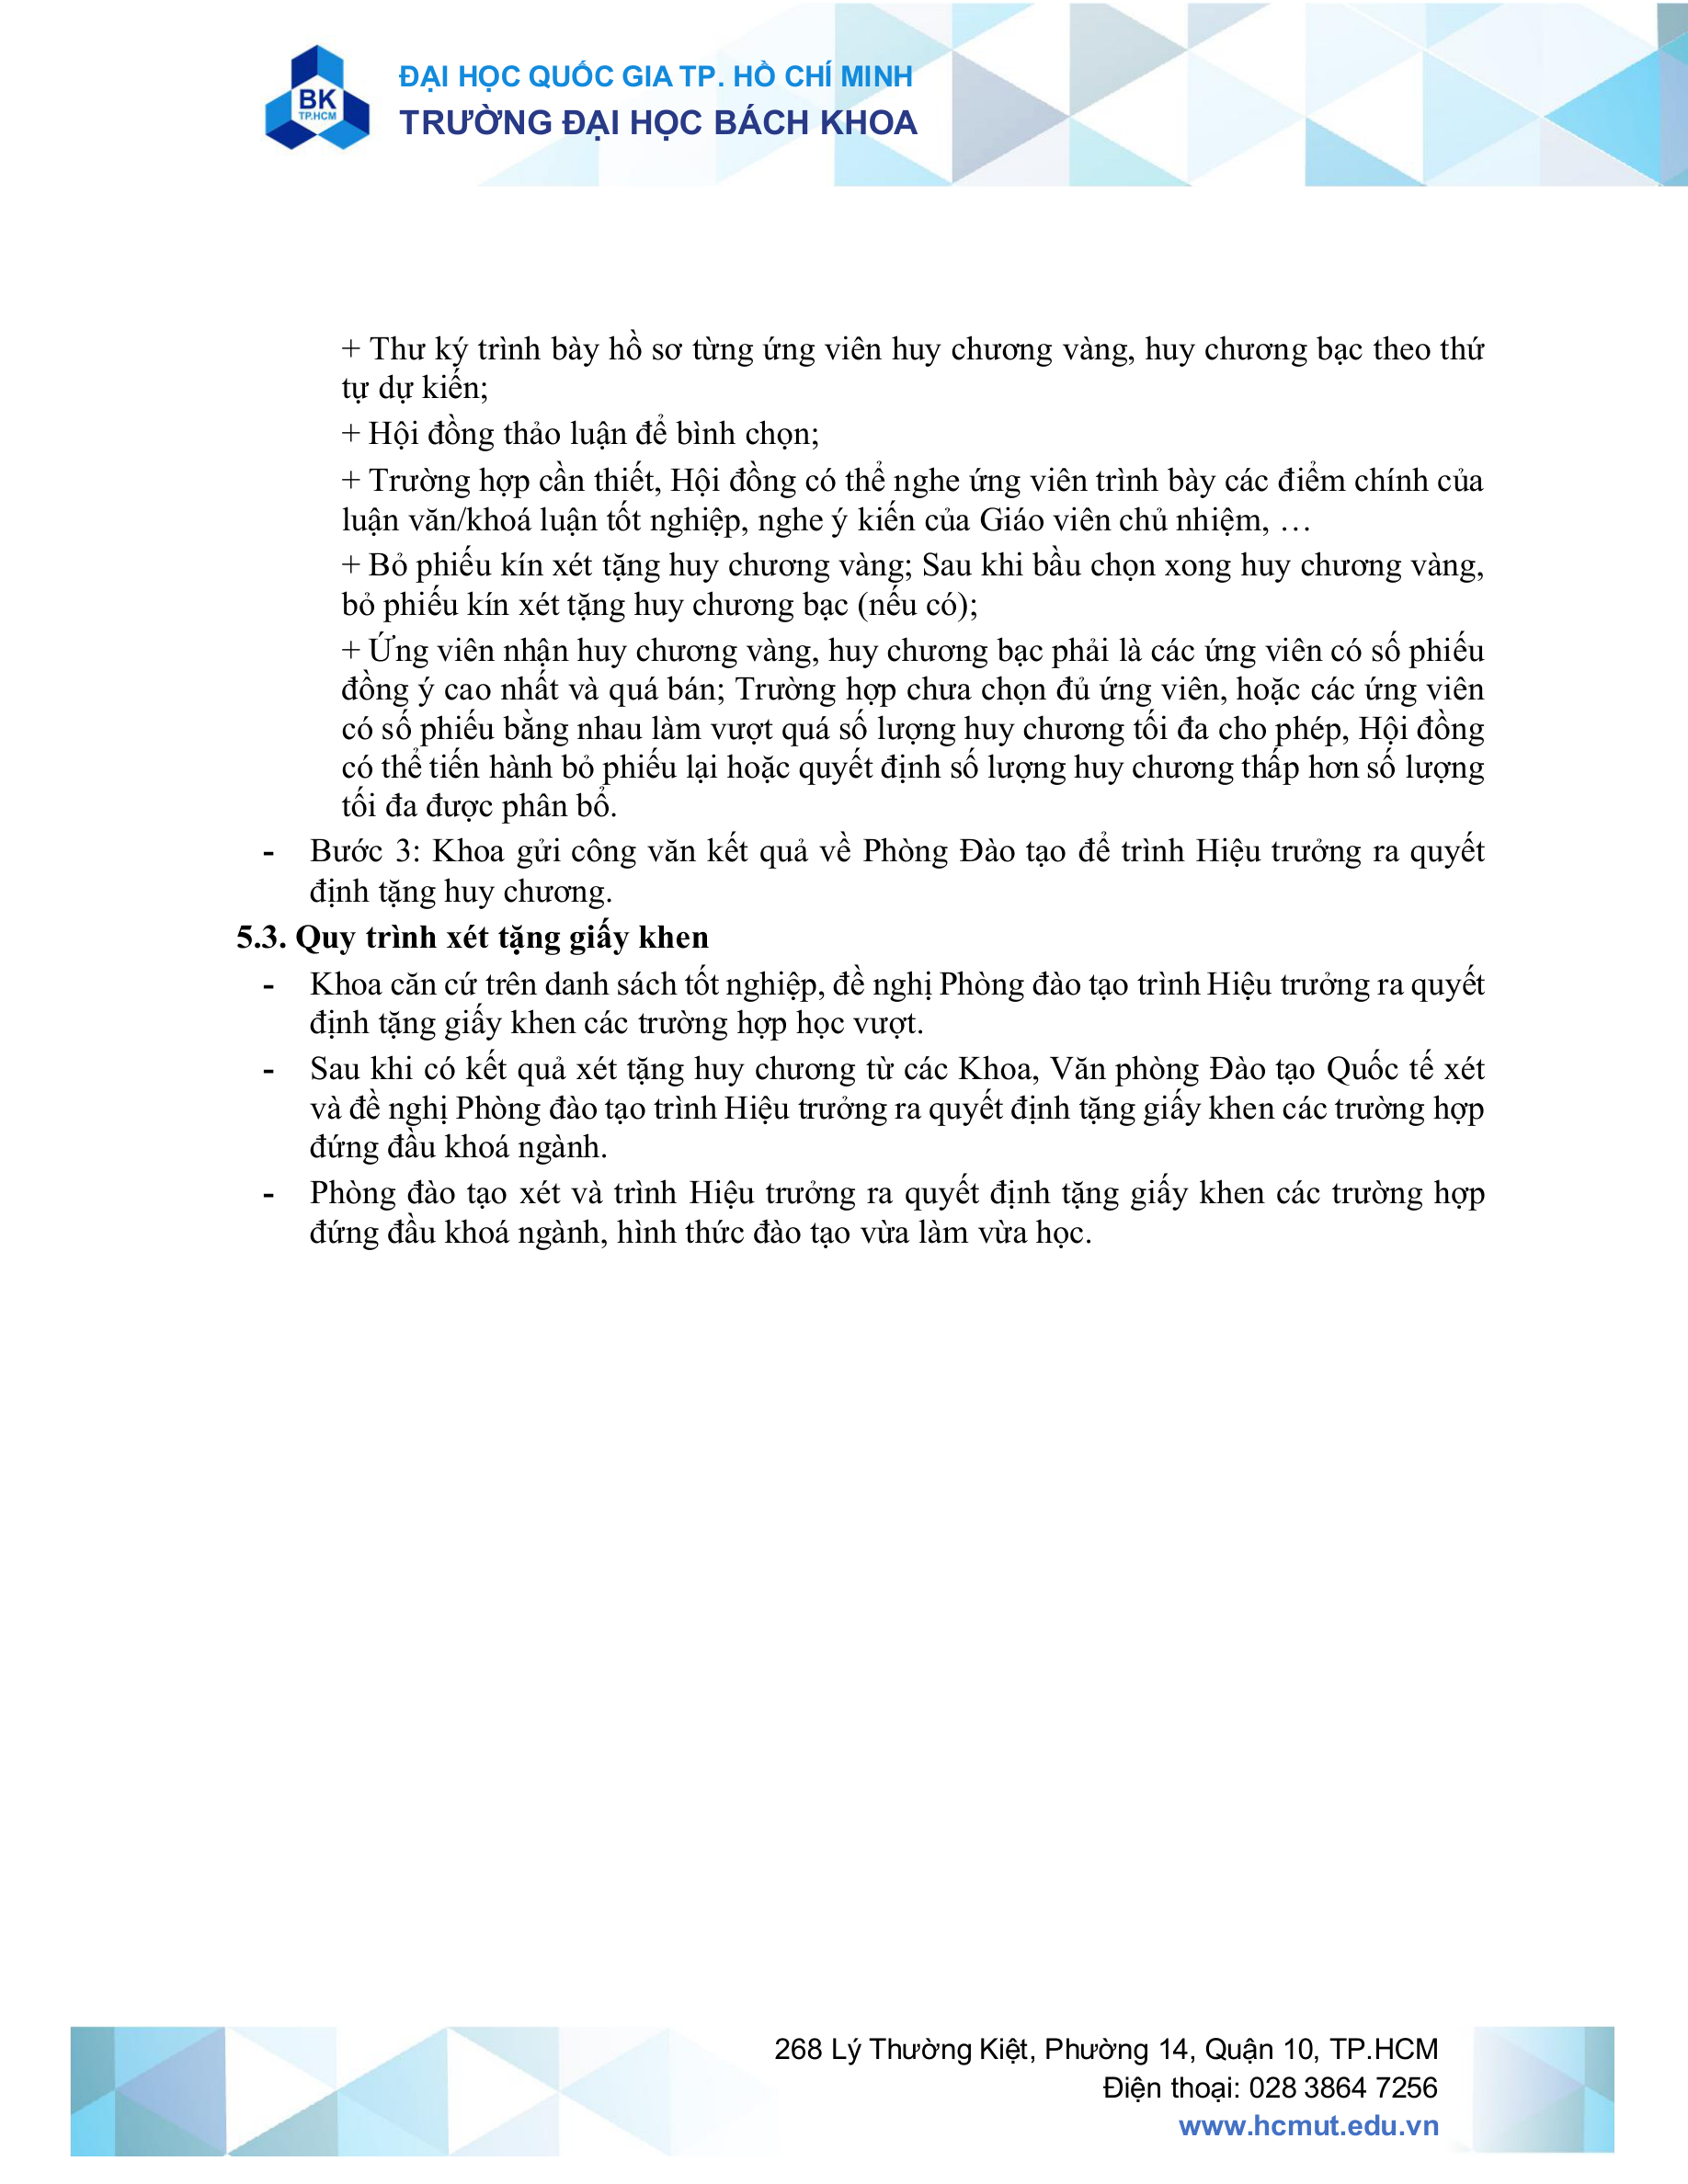 BK
TP.HCM
ĐẠI HỌC QUỐC GIA TP. HỒ CHÍ MINH
TRƯỜNG ĐẠI HỌC BÁCH KHOA
+ Thư ký trình bày hồ sơ từng ứng viên huy chương vàng, huy chương bạc theo thứ
tự dự kiến;
+ Hội đồng thảo luận để bình chọn;
+ Trường hợp cần thiết, Hội đồng có thể nghe ứng viên trình bày các điểm chính của
luận văn/khoá luận tốt nghiệp, nghe ý kiến của Giáo viên chủ nhiệm, …
+ Bỏ phiếu kín xét tặng huy chương vàng; Sau khi bầu chọn xong huy chương vàng,
bỏ phiếu kín xét tặng huy chương bạc (nếu có);
+ Ứng viên nhận huy chương vàng, huy chương bạc phải là các ứng viên có số phiếu
đồng ý cao nhất và quá bán; Trường hợp chưa chọn đủ ứng viên, hoặc các ứng viên
có số phiếu bằng nhau làm vượt quá số lượng huy chương tối đa cho phép, Hội đồng
có thể tiến hành bỏ phiếu lại hoặc quyết định số lượng huy chương thấp hơn số lượng
tối đa được phân bổ.
- Bước 3: Khoa gửi công văn kết quả về Phòng Đào tạo để trình Hiệu trưởng ra quyết
định tặng huy chương.
5.3. Quy trình xét tặng giấy khen
- Khoa căn cứ trên danh sách tốt nghiệp, đề nghị Phòng đào tạo trình Hiệu trưởng ra quyết
định tặng giấy khen các trường hợp học vượt.
- Sau khi có kết quả xét tặng huy chương từ các Khoa, Văn phòng Đào tạo Quốc tế xét
và đề nghị Phòng đào tạo trình Hiệu trưởng ra quyết định tặng giấy khen các trường hợp
đứng đầu khoá ngành.
- Phòng đào tạo xét và trình Hiệu trưởng ra quyết định tặng giấy khen các trường hợp
đứng đầu khoá ngành, hình thức đào tạo vừa làm vừa học.
268 Lý Thường Kiệt, Phường 14, Quận 10, TP.HCM
Điện thoại: 028 3864 7256
www.hcmut.edu.vn